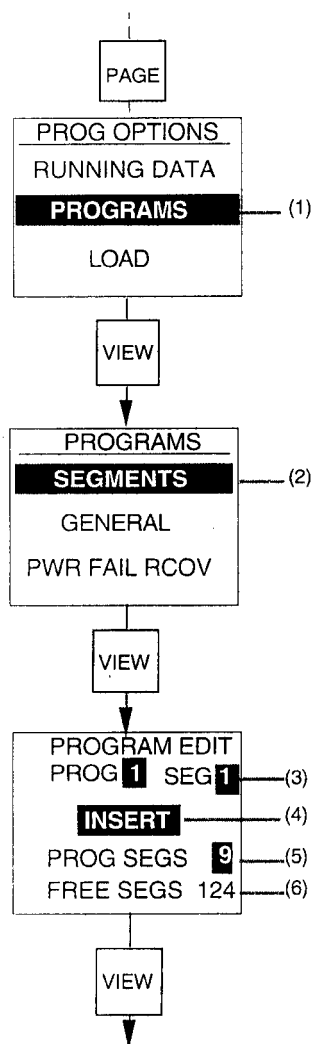 PAGE
PROG OPTIONS
RUNNING DATA
PROGRAMS (1)
LOAD
VIEW
PROGRAMS
SEGMENTS (2)
GENERAL
PWR FAIL RCOV
VIEW
PROGRAM EDIT
PROG 1 SEG 1 (3)
INSERT (4)
PROG SEGS 9 (5)
FREE SEGS 124 (6)
VIEW